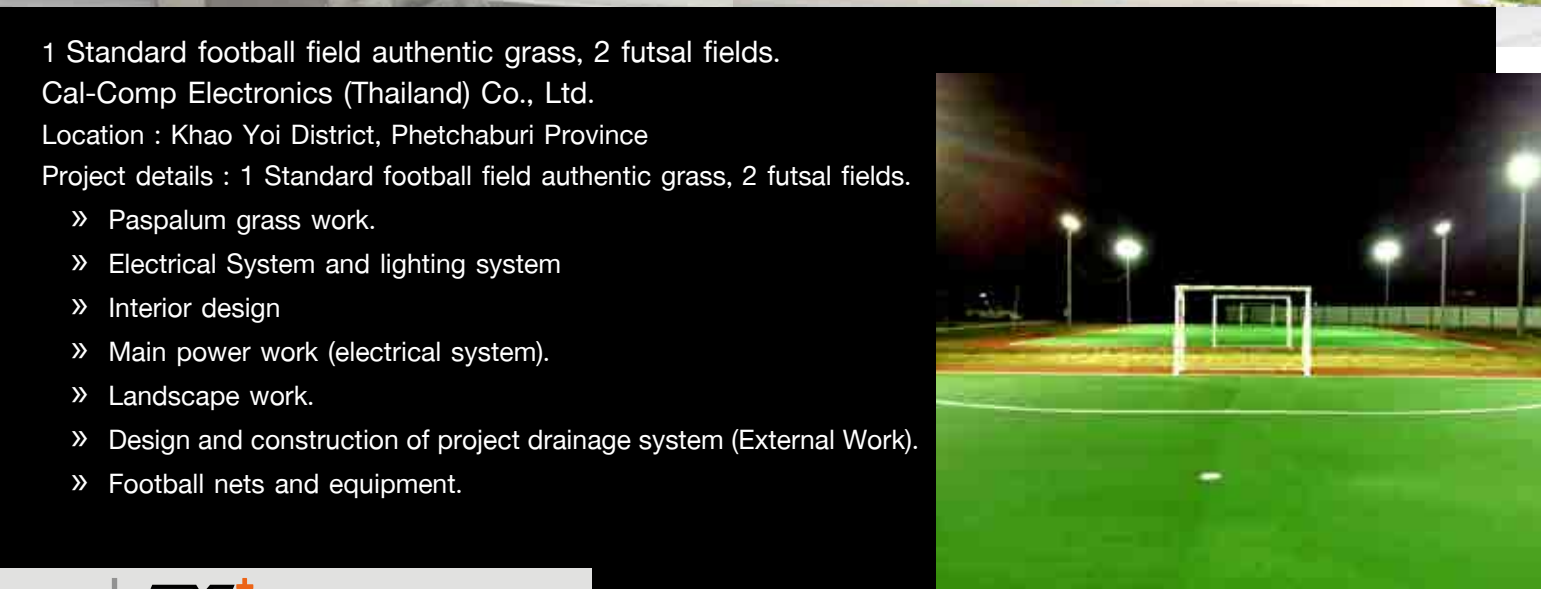 1 Standard football field authentic grass, 2 futsal fields.
Cal-Comp Electronics (Thailand) Co., Ltd.
Location : Khao Yoi District, Phetchaburi Province
Project details : 1 Standard football field authentic grass, 2 futsal fields.
» Paspalum grass work.
» Electrical System and lighting system
» Interior design
» Main power work (electrical system).
» Landscape work.
» Design and construction of project drainage system (External Work).
» Football nets and equipment.